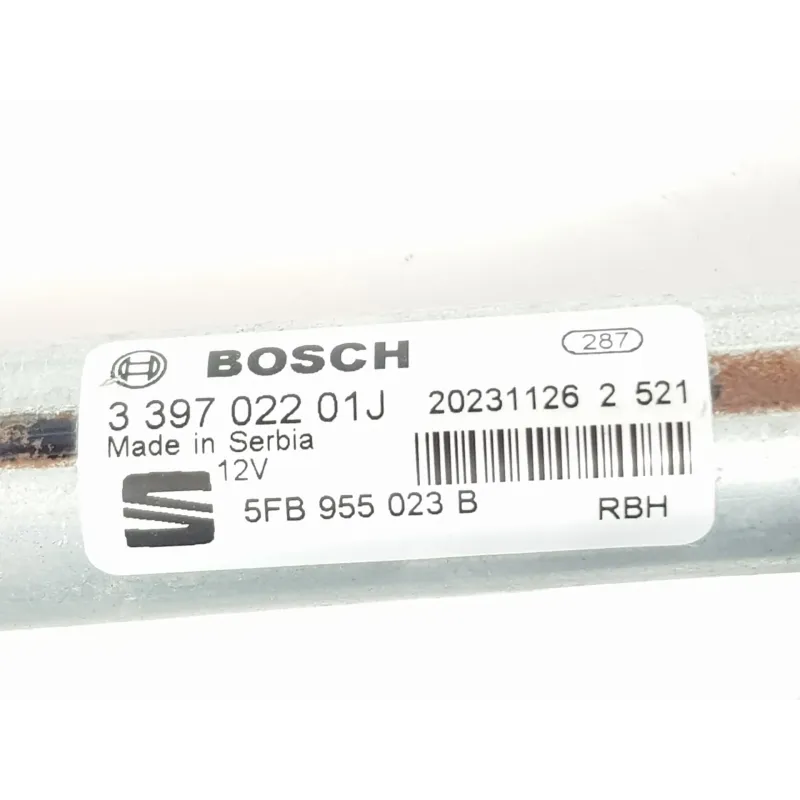 BOSCH 287
3 397 022 01J 20231126 2 521
Made in Serbia
12V
5FB 955 023 B RBH